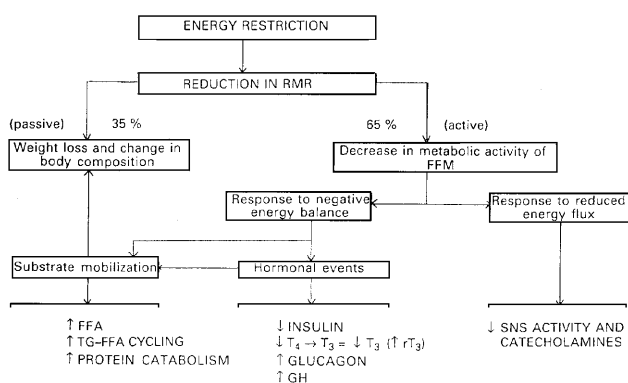 ENERGY RESTRICTION
REDUCTION IN RMR
(passive) 35 %
65 % (active)
Weight loss and change in
body composition
Decrease in metabolic activity of
FFM
Response to negative
energy balance
Response to reduced
energy flux
Substrate mobilization
Hormonal events
↑ FFA
↑ TG–FFA CYCLING
↑ PROTEIN CATABOLISM
↓ INSULIN
↓ T₄ → T₃ = ↓ T₃ (↑ rT₃)
↑ GLUCAGON
↑ GH
↓ SNS ACTIVITY AND
CATECHOLAMINES